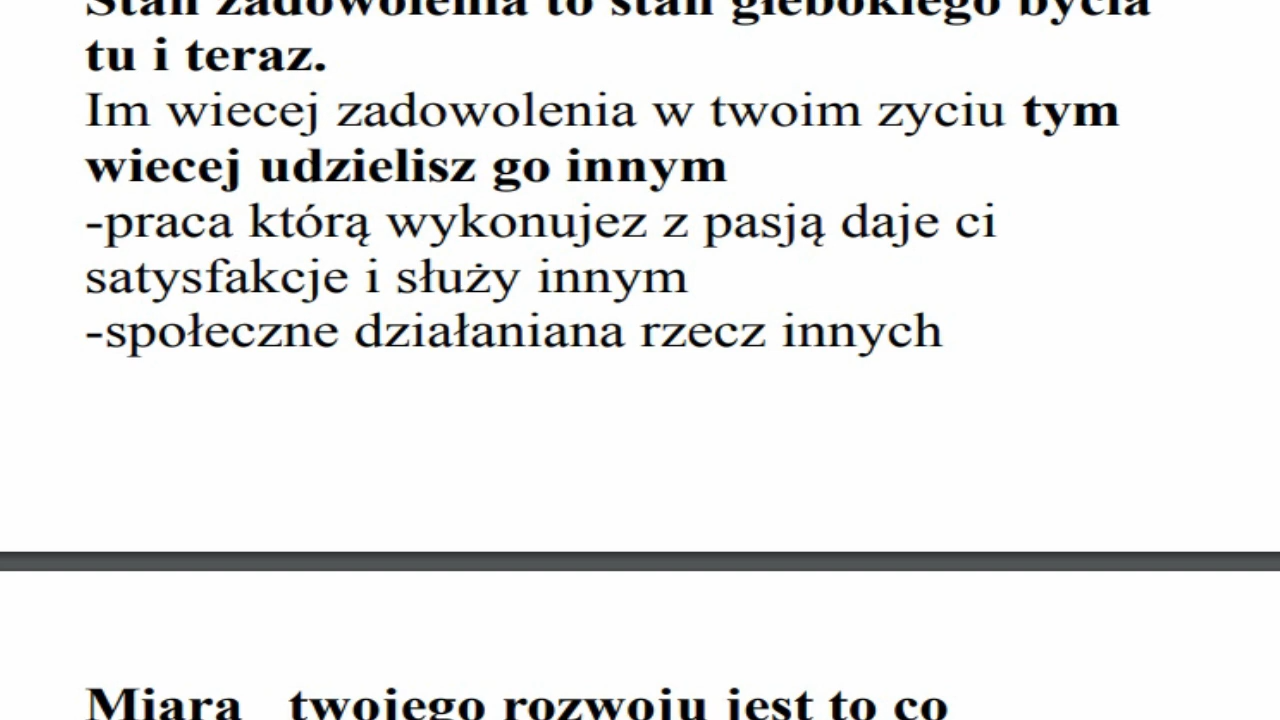 Stan zadowolenia to stan głebokiego bycia
tu i teraz.
Im wiecej zadowolenia w twoim zyciu tym
wiecej udzielisz go innym
-praca którą wykonujez z pasją daje ci
satysfakcje i służy innym
-społeczne działaniana rzecz innych
Miara twojego rozwoju jest to co